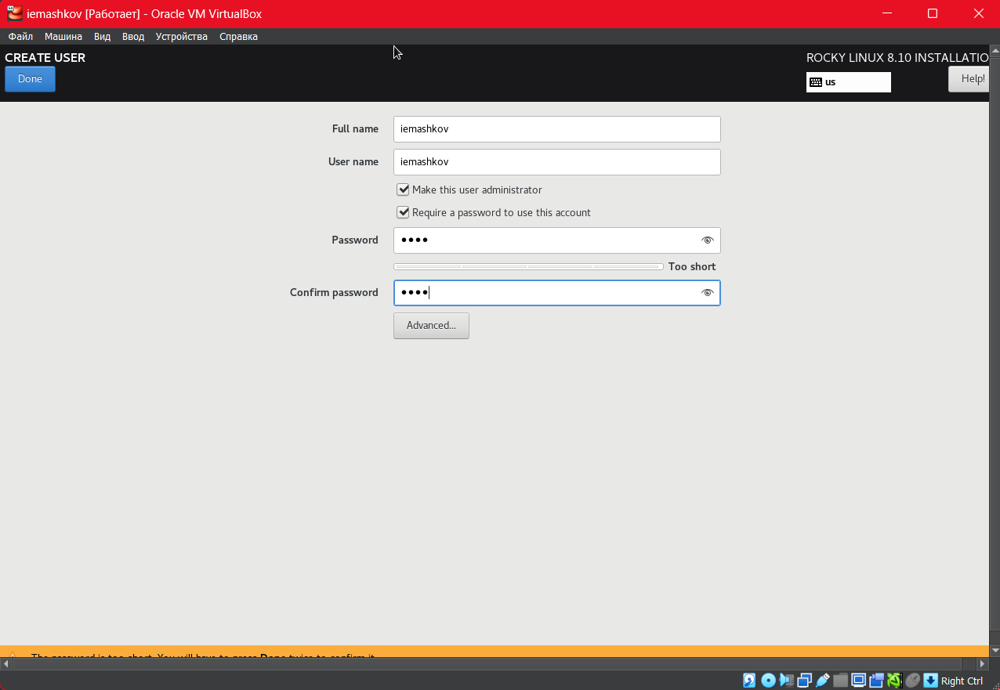 iemashkov [Работает] - Oracle VM VirtualBox
Файл Машина Вид Ввод Устройства Справка
CREATE USER
ROCKY LINUX 8.10 INSTALLATIO
Done
us
Help!
Full name
iemashkov
User name
iemashkov
Make this user administrator
Require a password to use this account
Password
••••
Too short
Confirm password
••••
Advanced...
The password is too short. You will have to press Done twice to confirm it.
Right Ctrl